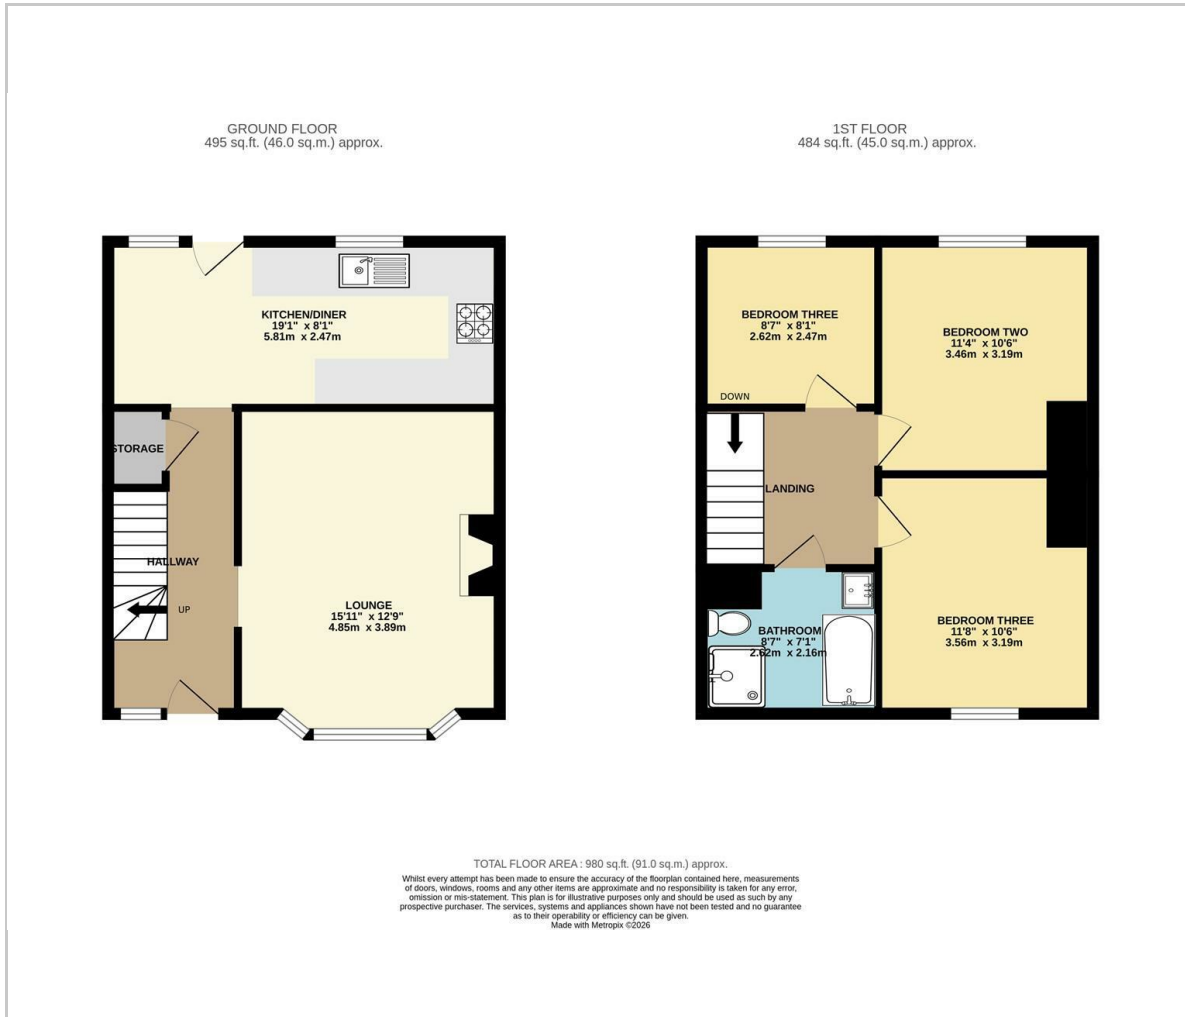 GROUND FLOOR
495 sq.ft. (46.0 sq.m.) approx.
KITCHEN/DINER
19'1" x 8'1"
5.81m x 2.47m
STORAGE
HALLWAY
UP
LOUNGE
15'11" x 12'9"
4.85m x 3.89m
1ST FLOOR
484 sq.ft. (45.0 sq.m.) approx.
BEDROOM THREE
8'7" x 8'1"
2.62m x 2.47m
BEDROOM TWO
11'4" x 10'6"
3.46m x 3.19m
DOWN
LANDING
BATHROOM
8'7" x 7'1"
2.62m x 2.16m
BEDROOM THREE
11'8" x 10'6"
3.56m x 3.19m
TOTAL FLOOR AREA : 980 sq.ft. (91.0 sq.m.) approx.
Whilst every attempt has been made to ensure the accuracy of the floorplan contained here, measurements
of doors, windows, rooms and any other items are approximate and no responsibility is taken for any error,
omission or mis-statement. This plan is for illustrative purposes only and should be used as such by any
prospective purchaser. The services, systems and appliances shown have not been tested and no guarantee
as to their operability or efficiency can be given.
Made with Metropix ©2026